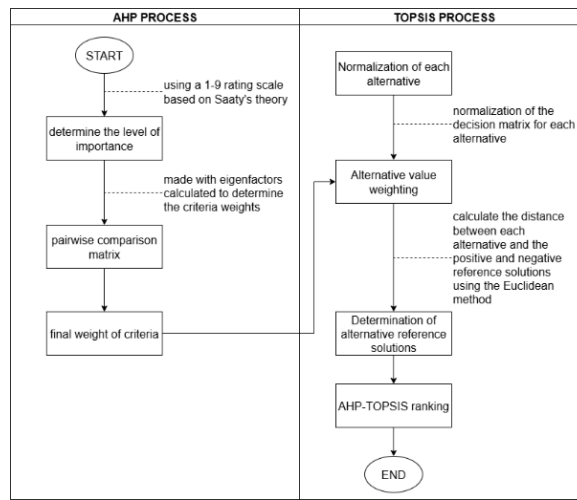 AHP PROCESS
START
using a 1-9 rating scale
based on Saaty's theory
determine the level of
importance
made with eigenfactors
calculated to determine
the criteria weights
pairwise comparison
matrix
final weight of criteria
TOPSIS PROCESS
Normalization of each
alternative
normalization of the
decision matrix for each
alternative
Alternative value
weighting
calculate the distance
between each
alternative and the
positive and negative
reference solutions
using the Euclidean
method
Determination of
alternative reference
solutions
AHP-TOPSIS ranking
END